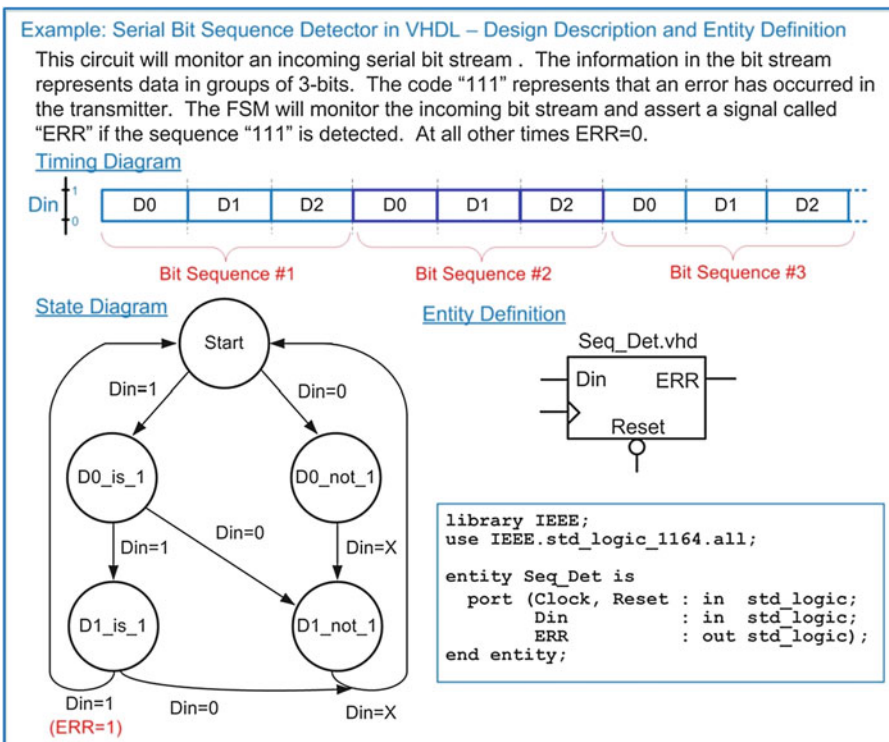 Example: Serial Bit Sequence Detector in VHDL – Design Description and Entity Definition
This circuit will monitor an incoming serial bit stream .  The information in the bit stream
represents data in groups of 3-bits.  The code “111” represents that an error has occurred in
the transmitter.  The FSM will monitor the incoming bit stream and assert a signal called
“ERR” if the sequence “111” is detected.  At all other times ERR=0.
Timing Diagram
Din 1 0 D0 D1 D2 D0 D1 D2 D0 D1 D2
Bit Sequence #1 Bit Sequence #2 Bit Sequence #3
State Diagram
Start
Din=1 Din=0
D0_is_1 D0_not_1
Din=1 Din=0 Din=X
D1_is_1 D1_not_1
Din=1 Din=0 Din=X
(ERR=1)
Entity Definition
Seq_Det.vhd
Din ERR
Reset
library IEEE;
use IEEE.std_logic_1164.all;
entity Seq_Det is
port (Clock, Reset : in  std_logic;
Din          : in  std_logic;
ERR          : out std_logic);
end entity;